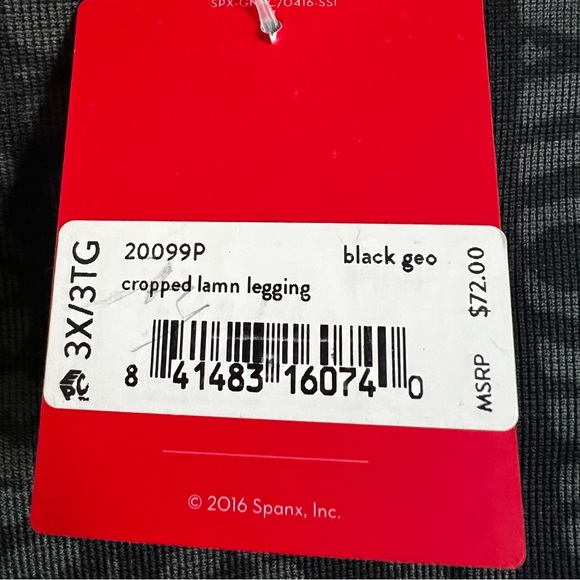 20099P black geo
cropped lamn legging
3X/3TG
MSRP $72.00
8 41483 16074 0
© 2016 Spanx, Inc.